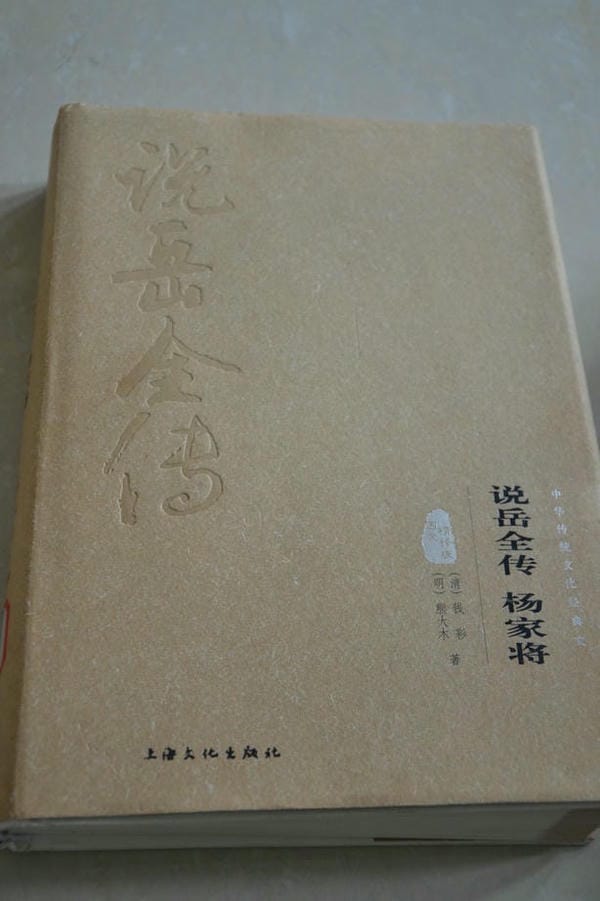 说岳全传
中华传统文化经典
说岳全传 杨家将
(清)钱彩
(明)熊大木 著
上海文化出版社